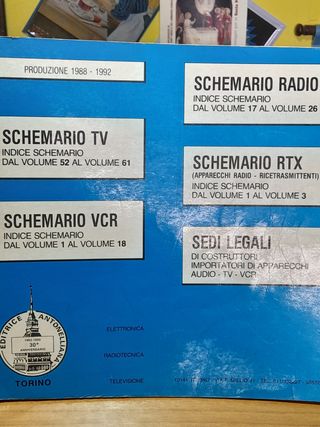 PRODUZIONE 1988 - 1992
SCHEMARIO TV
INDICE SCHEMARIO
DAL VOLUME 52 AL VOLUME 61
SCHEMARIO VCR
INDICE SCHEMARIO
DAL VOLUME 1 AL VOLUME 18
SCHEMARIO RADIO
INDICE SCHEMARIO
DAL VOLUME 17 AL VOLUME 26
SCHEMARIO RTX
(APPARECCHI RADIO - RICETRASMITTENTI)
INDICE SCHEMARIO
DAL VOLUME 1 AL VOLUME 3
SEDI LEGALI
DI COSTRUTTORI
IMPORTATORI DI APPARECCHI
AUDIO - TV - VCR
EDITRICE ANTONELLIANA
30°
ANNIVERSARIO
TORINO
ELETTRONICA
RADIOTECNICA
TELEVISIONE